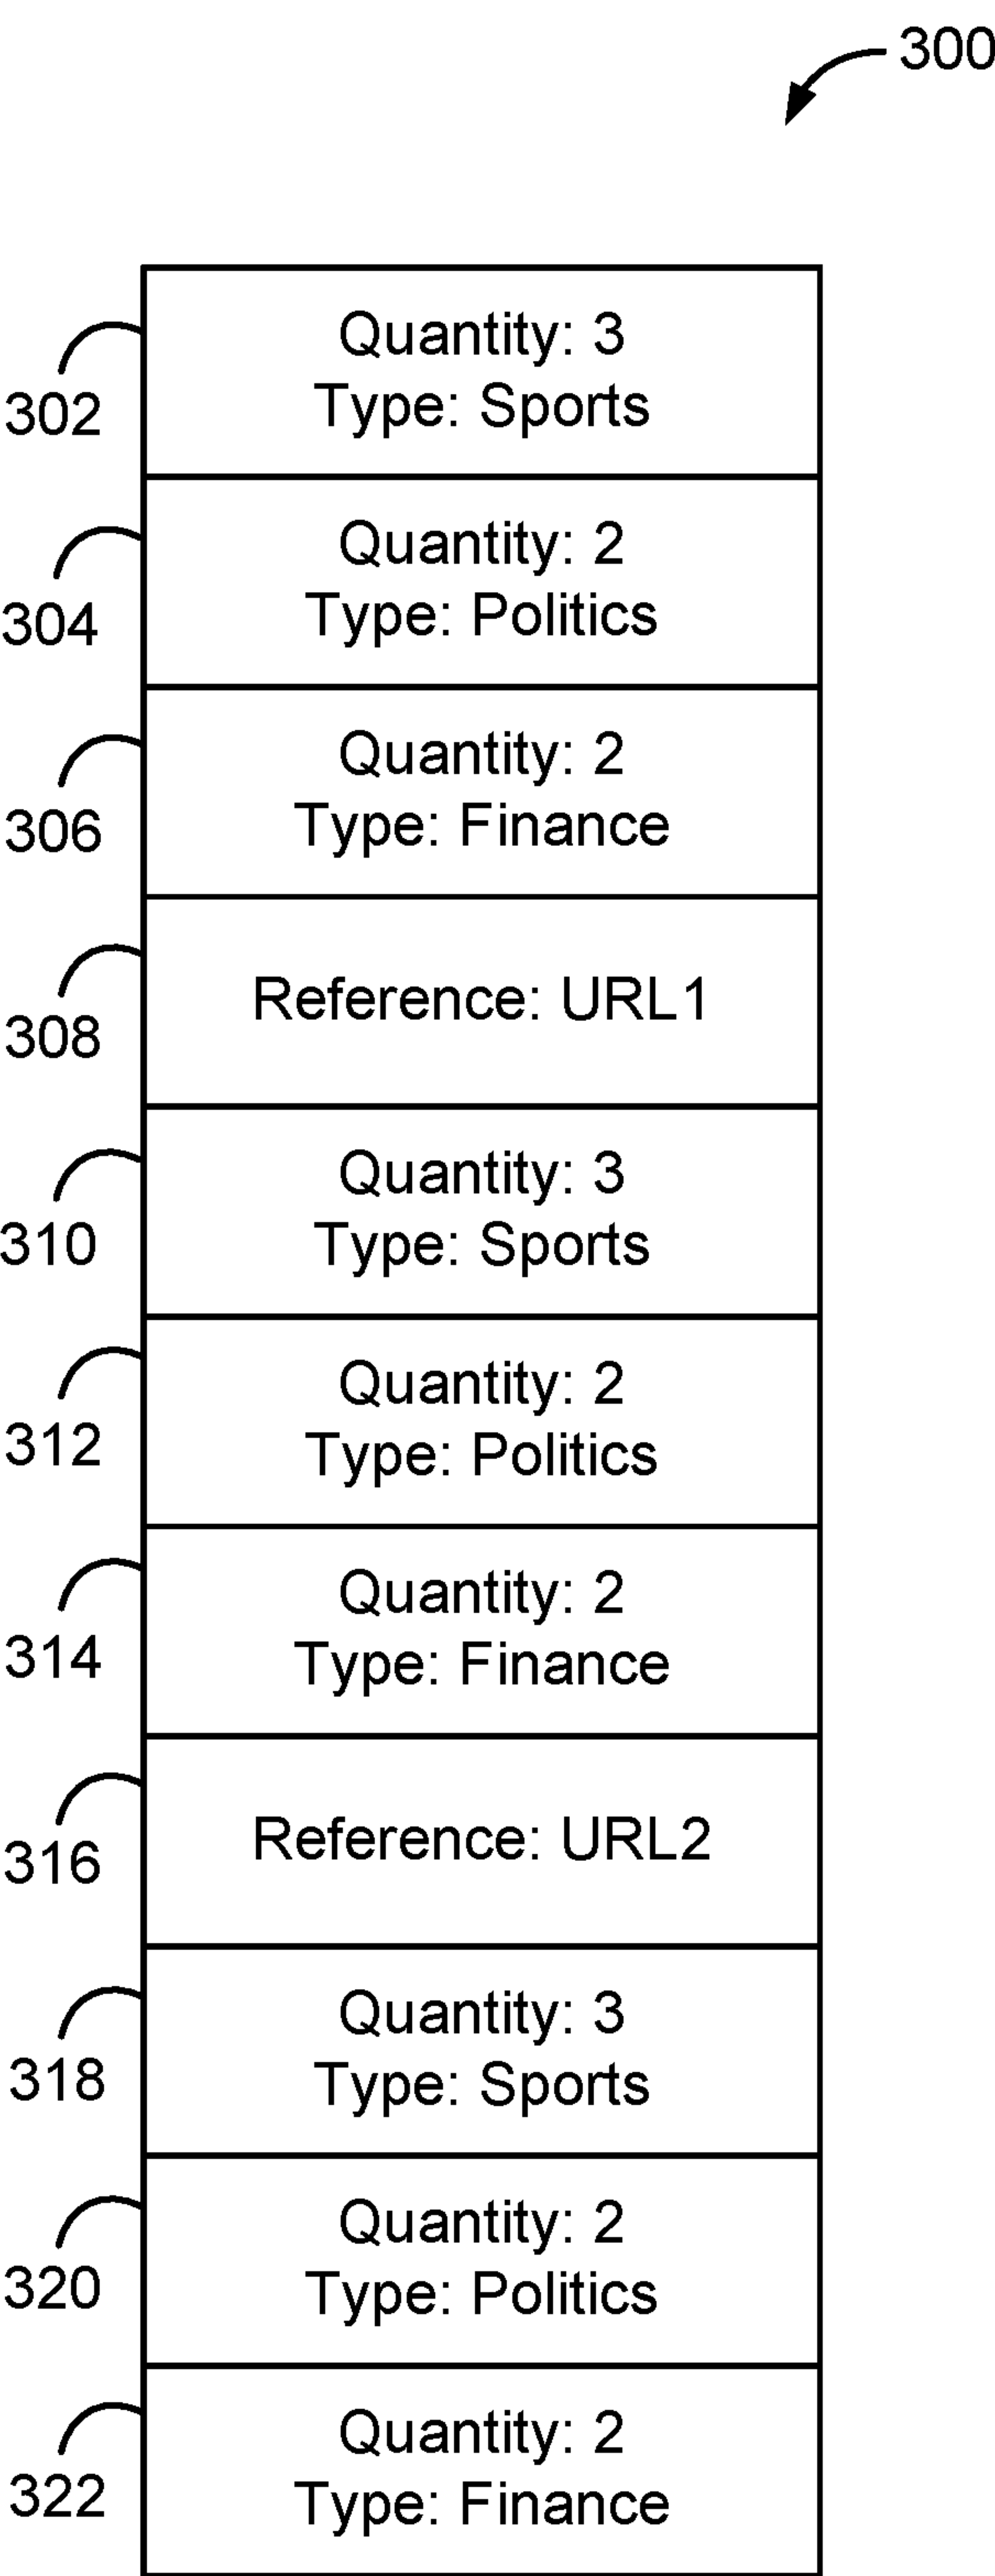 300
Quantity: 3
Type: Sports
302
Quantity: 2
Type: Politics
304
Quantity: 2
Type: Finance
306
Reference: URL1
308
Quantity: 3
Type: Sports
310
Quantity: 2
Type: Politics
312
Quantity: 2
Type: Finance
314
Reference: URL2
316
Quantity: 3
Type: Sports
318
Quantity: 2
Type: Politics
320
Quantity: 2
Type: Finance
322